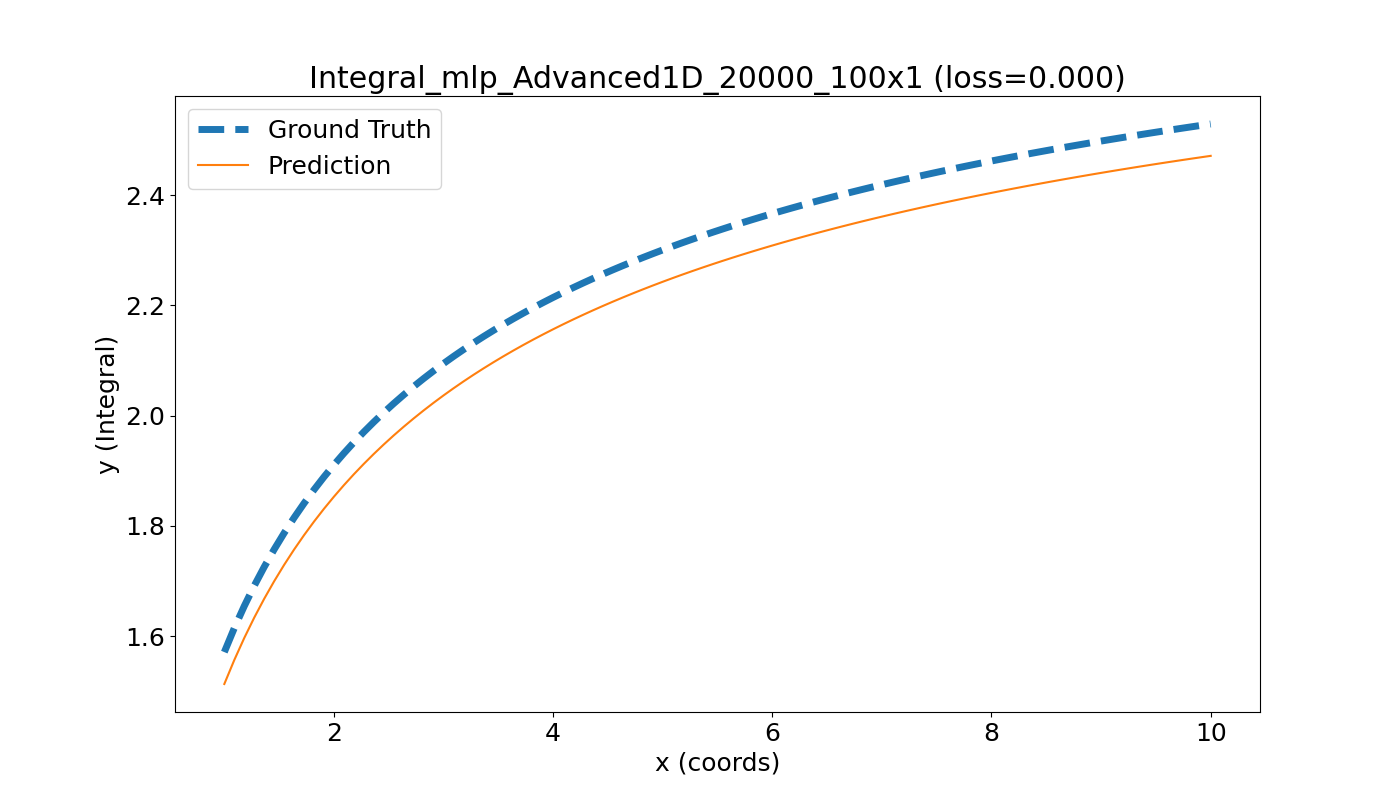 Integral_mlp_Advanced1D_20000_100x1 (loss=0.000)
Ground Truth
Prediction
2.4
2.2
2.0
1.8
1.6
y (Integral)
2 4 6 8 10
x (coords)